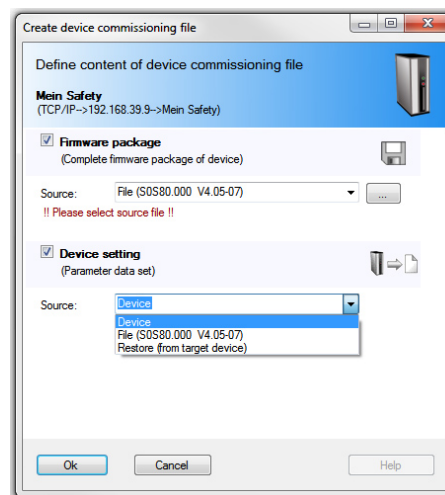 Create device commissioning file
Define content of device commissioning file
Mein Safety
(TCP/IP-->192.168.39.9-->Mein Safety)
Firmware package
(Complete firmware package of device)
Source: File (S0S80.000 V4.05-07) ...
!! Please select source file !!
Device setting
(Parameter data set)
Source: Device
Device
File (S0S80.000 V4.05-07)
Restore (from target device)
Ok Cancel Help